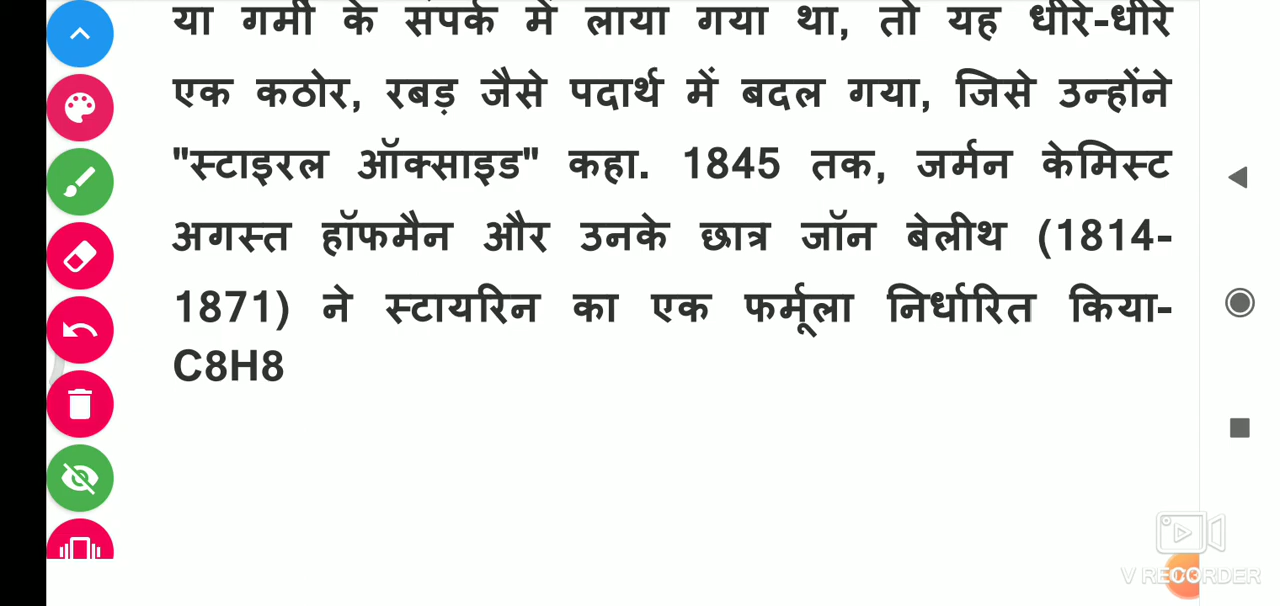 या गर्मी के संपर्क में लाया गया था, तो यह धीरे-धीरे
एक कठोर, रबड़ जैसे पदार्थ में बदल गया, जिसे उन्होंने
"स्टाइरल ऑक्साइड" कहा. 1845 तक, जर्मन केमिस्ट
अगस्त हॉफमैन और उनके छात्र जॉन बेलीथ (1814-
1871) ने स्टायरिन का एक फर्मूला निर्धारित किया-
C8H8
V RECORDER